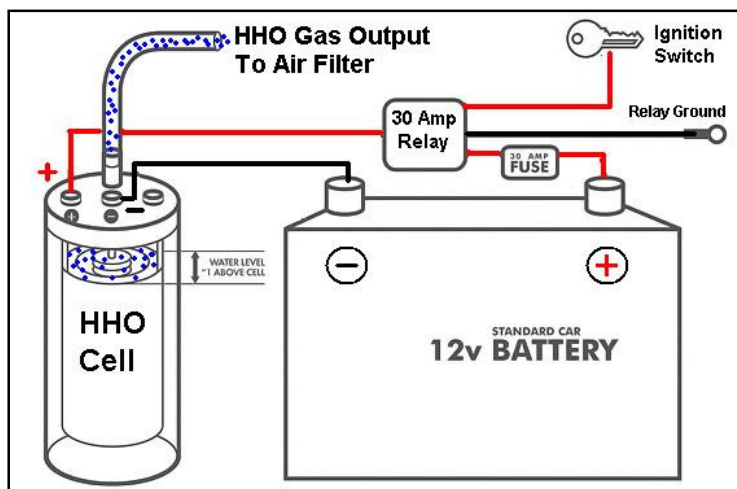 HHO Gas Output
To Air Filter
Ignition
Switch
30 Amp
Relay
Relay Ground
30 AMP
FUSE
+
−
+
−
WATER LEVEL
"1 ABOVE CELL
HHO
Cell
−
+
STANDARD CAR
12v BATTERY